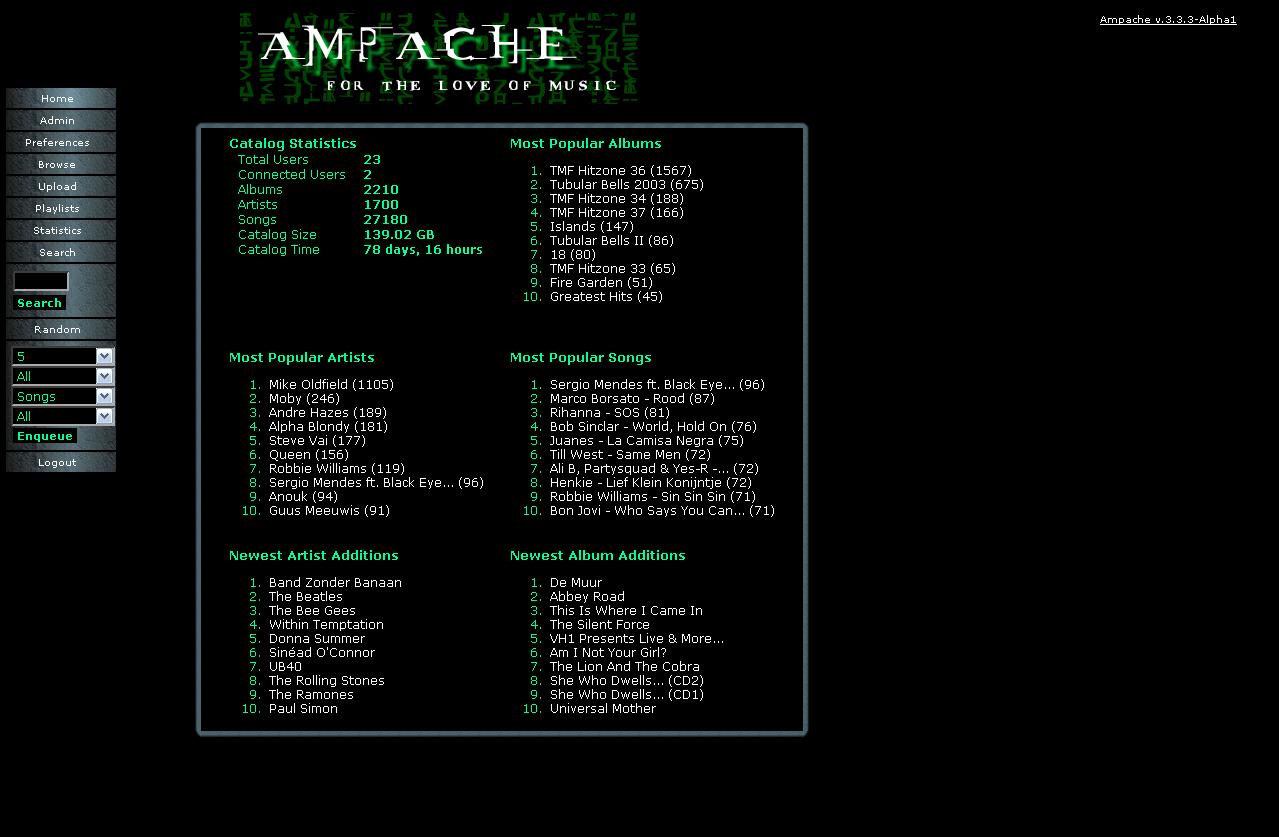 AMPACHE
FOR THE LOVE OF MUSIC
Ampache v.3.3.3-Alpha1
Home
Admin
Preferences
Browse
Upload
Playlists
Statistics
Search
Search
Random
5
All
Songs
All
Enqueue
Logout
Catalog Statistics
Total Users 23
Connected Users 2
Albums 2210
Artists 1700
Songs 27180
Catalog Size 139.02 GB
Catalog Time 78 days, 16 hours
Most Popular Albums
1. TMF Hitzone 36 (1567)
2. Tubular Bells 2003 (675)
3. TMF Hitzone 34 (188)
4. TMF Hitzone 37 (166)
5. Islands (147)
6. Tubular Bells II (86)
7. 18 (80)
8. TMF Hitzone 33 (65)
9. Fire Garden (51)
10. Greatest Hits (45)
Most Popular Artists
1. Mike Oldfield (1105)
2. Moby (246)
3. Andre Hazes (189)
4. Alpha Blondy (181)
5. Steve Vai (177)
6. Queen (156)
7. Robbie Williams (119)
8. Sergio Mendes ft. Black Eye... (96)
9. Anouk (94)
10. Guus Meeuwis (91)
Most Popular Songs
1. Sergio Mendes ft. Black Eye... (96)
2. Marco Borsato - Rood (87)
3. Rihanna - SOS (81)
4. Bob Sinclar - World, Hold On (76)
5. Juanes - La Camisa Negra (75)
6. Till West - Same Men (72)
7. Ali B, Partysquad & Yes-R -... (72)
8. Henkie - Lief Klein Konijntje (72)
9. Robbie Williams - Sin Sin Sin (71)
10. Bon Jovi - Who Says You Can... (71)
Newest Artist Additions
1. Band Zonder Banaan
2. The Beatles
3. The Bee Gees
4. Within Temptation
5. Donna Summer
6. Sinéad O'Connor
7. UB40
8. The Rolling Stones
9. The Ramones
10. Paul Simon
Newest Album Additions
1. De Muur
2. Abbey Road
3. This Is Where I Came In
4. The Silent Force
5. VH1 Presents Live & More...
6. Am I Not Your Girl?
7. The Lion And The Cobra
8. She Who Dwells... (CD2)
9. She Who Dwells... (CD1)
10. Universal Mother